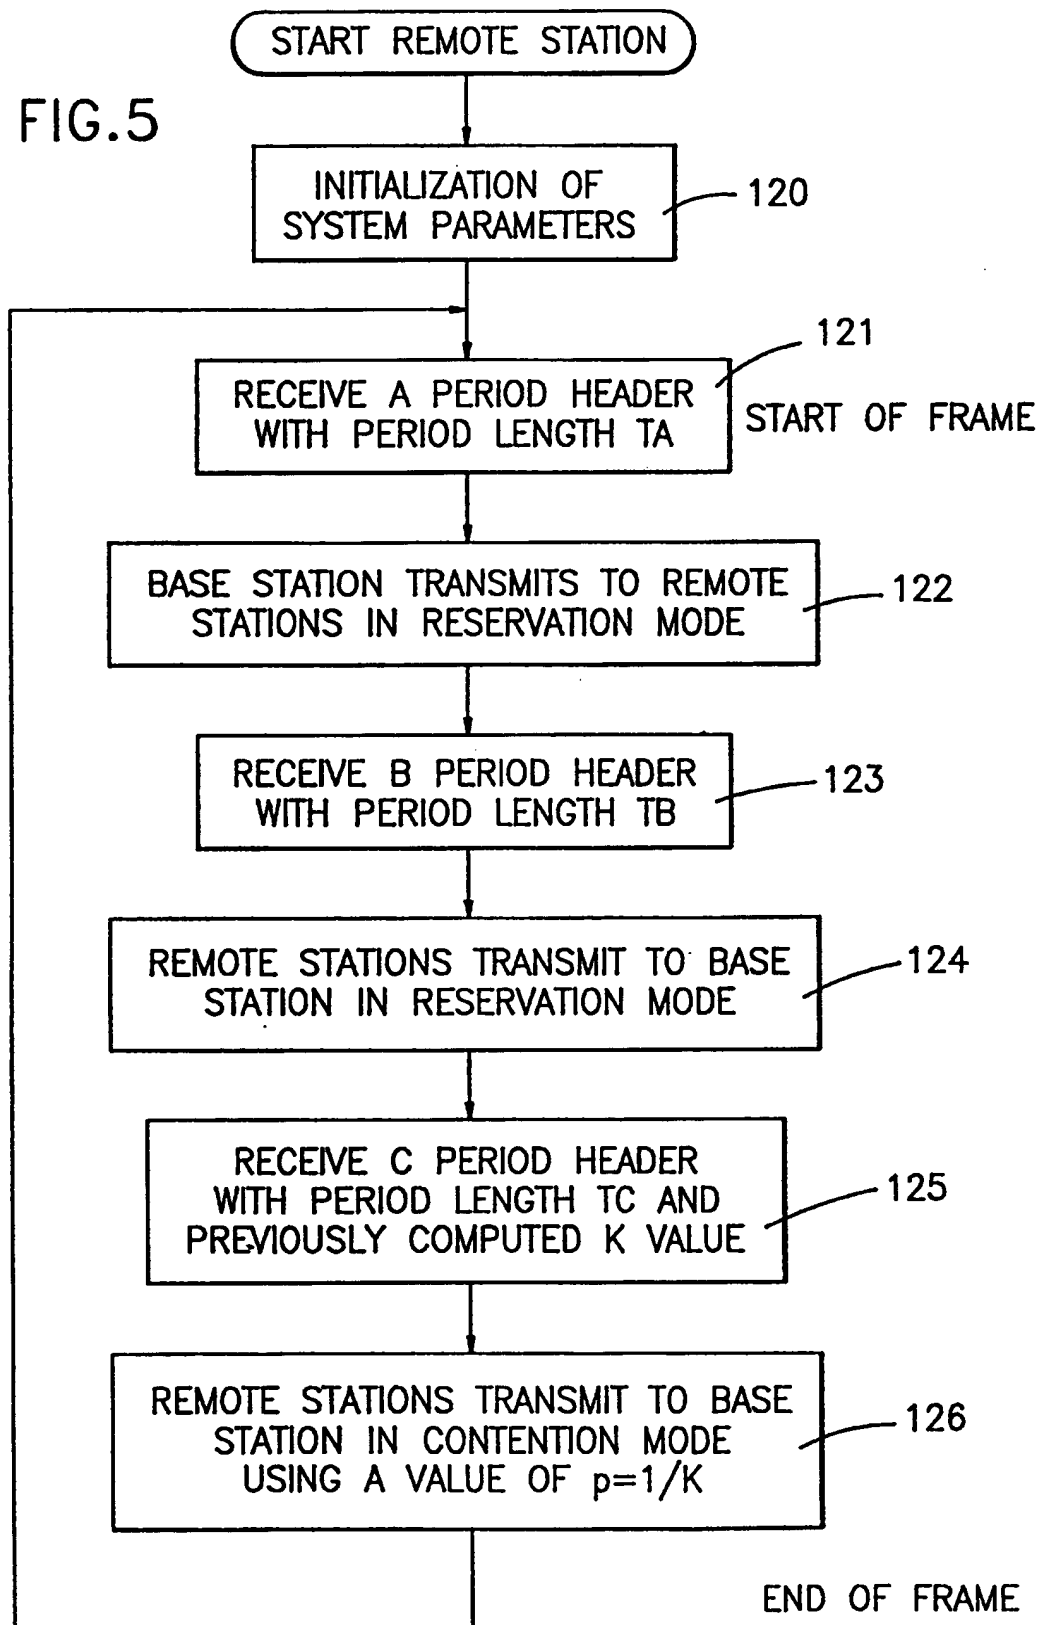 START REMOTE STATION
FIG.5
INITIALIZATION OF
SYSTEM PARAMETERS
120
121
RECEIVE A PERIOD HEADER
WITH PERIOD LENGTH TA
START OF FRAME
BASE STATION TRANSMITS TO REMOTE
STATIONS IN RESERVATION MODE
122
RECEIVE B PERIOD HEADER
WITH PERIOD LENGTH TB
123
REMOTE STATIONS TRANSMIT TO BASE
STATION IN RESERVATION MODE
124
RECEIVE C PERIOD HEADER
WITH PERIOD LENGTH TC AND
PREVIOUSLY COMPUTED K VALUE
125
REMOTE STATIONS TRANSMIT TO BASE
STATION IN CONTENTION MODE
USING A VALUE OF p=1/K
126
END OF FRAME